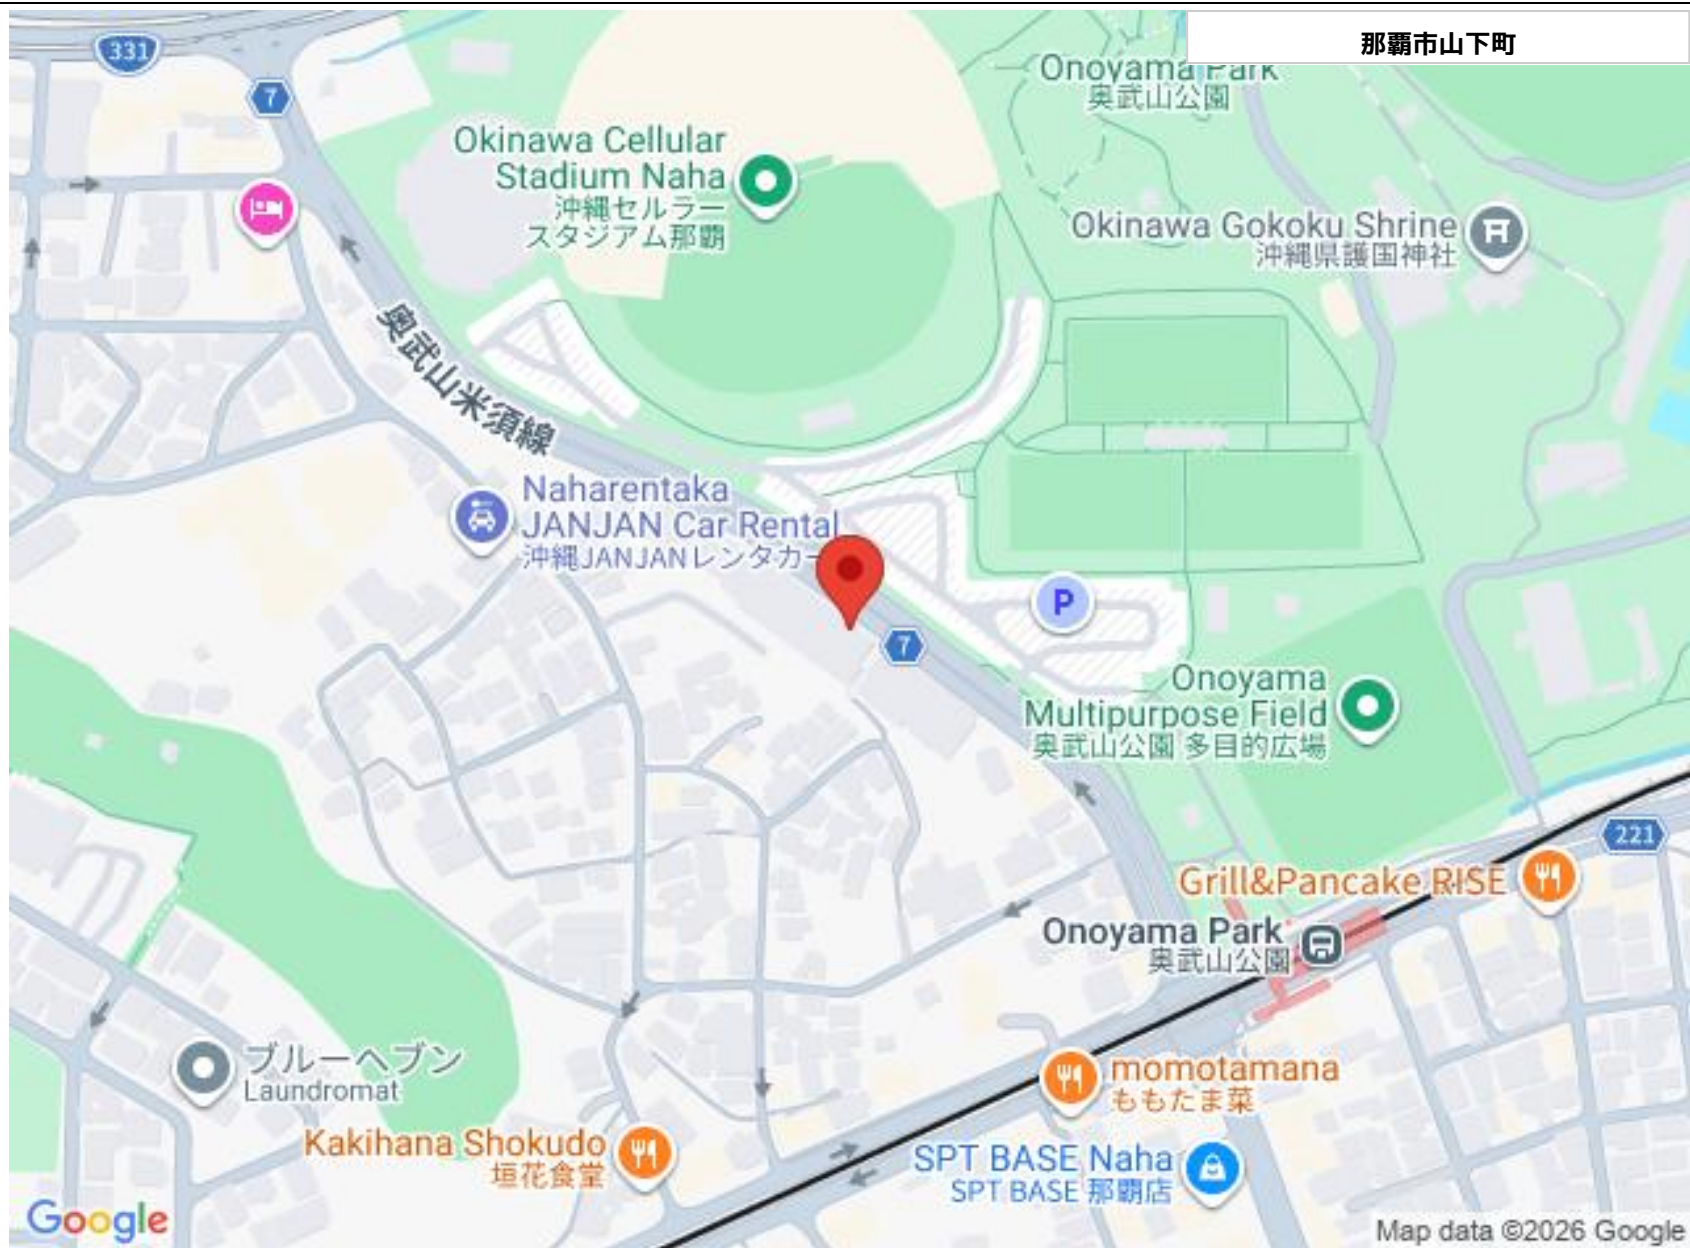 那覇市山下町
331
7
Onoyama Park
奥武山公園
Okinawa Cellular
Stadium Naha
沖縄セルラー
スタジアム那覇
Okinawa Gokoku Shrine
沖縄県護国神社
奥武山米須線
Naharentaka
JANJAN Car Rental
沖縄JANJANレンタカー
P
7
Onoyama
Multipurpose Field
奥武山公園 多目的広場
221
Grill&Pancake RISE
Onoyama Park
奥武山公園
ブルーヘブン
Laundromat
momotamana
ももたま菜
Kakihana Shokudo
垣花食堂
SPT BASE Naha
SPT BASE 那覇店
Google
Map data ©2026 Google